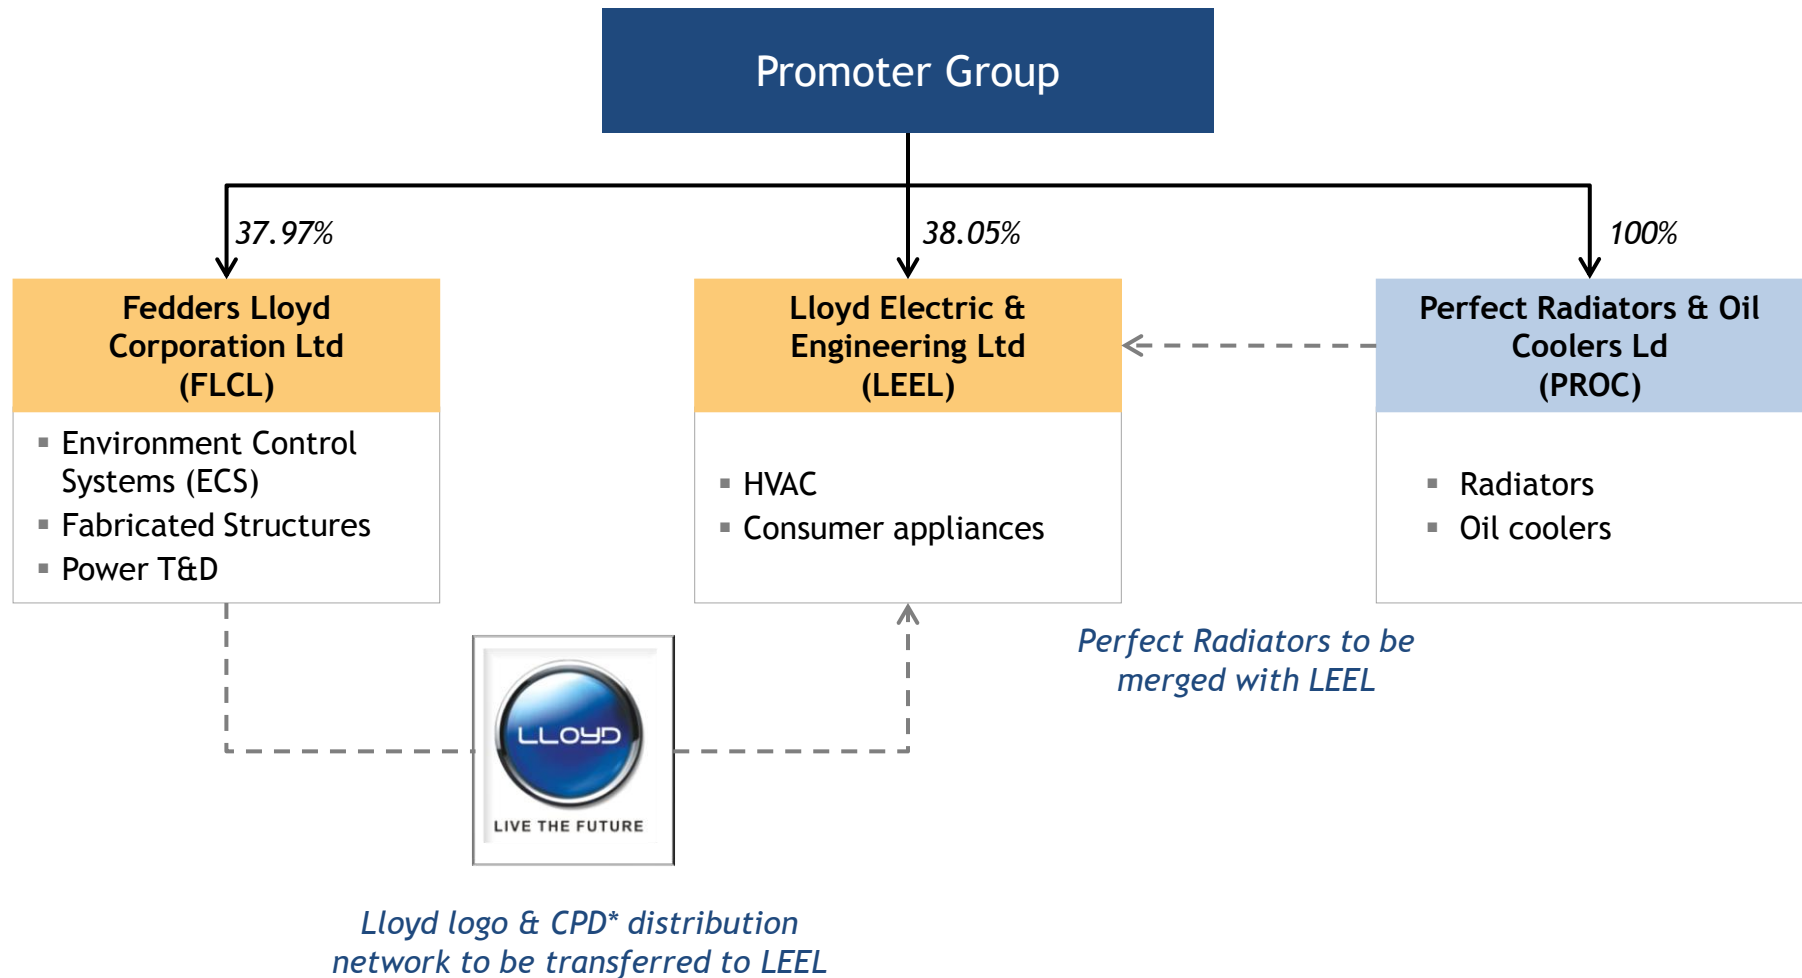 Promoter Group
37.97%
38.05%
100%
Fedders Lloyd
Corporation Ltd
(FLCL)
▪ Environment Control
Systems (ECS)
▪ Fabricated Structures
▪ Power T&D
Lloyd Electric &
Engineering Ltd
(LEEL)
▪ HVAC
▪ Consumer appliances
Perfect Radiators & Oil
Coolers Ld
(PROC)
▪ Radiators
▪ Oil coolers
Perfect Radiators to be
merged with LEEL
LLOYD
LIVE THE FUTURE
Lloyd logo & CPD* distribution
network to be transferred to LEEL